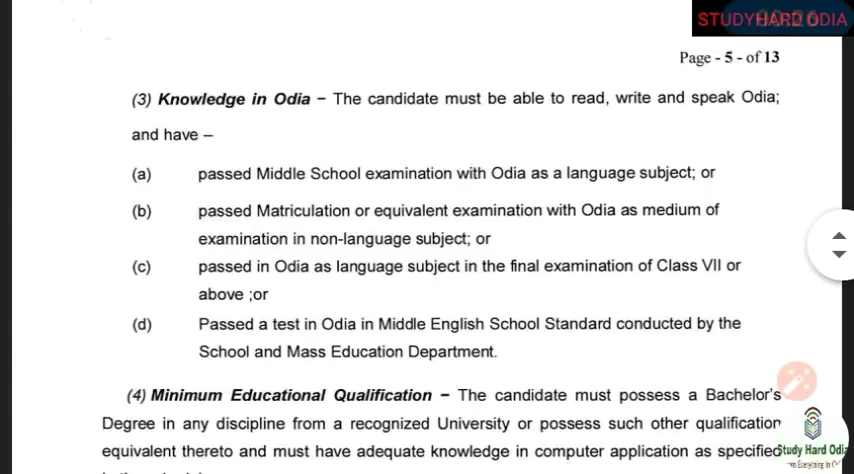 STUDYHARD ODIA
Page - 5 - of 13
(3) Knowledge in Odia – The candidate must be able to read, write and speak Odia;
and have –
(a) passed Middle School examination with Odia as a language subject; or
(b) passed Matriculation or equivalent examination with Odia as medium of
examination in non-language subject; or
(c) passed in Odia as language subject in the final examination of Class VII or
above ;or
(d) Passed a test in Odia in Middle English School Standard conducted by the
School and Mass Education Department.
(4) Minimum Educational Qualification – The candidate must possess a Bachelor's
Degree in any discipline from a recognized University or possess such other qualification
equivalent thereto and must have adequate knowledge in computer application as specified
Study Hard Odi